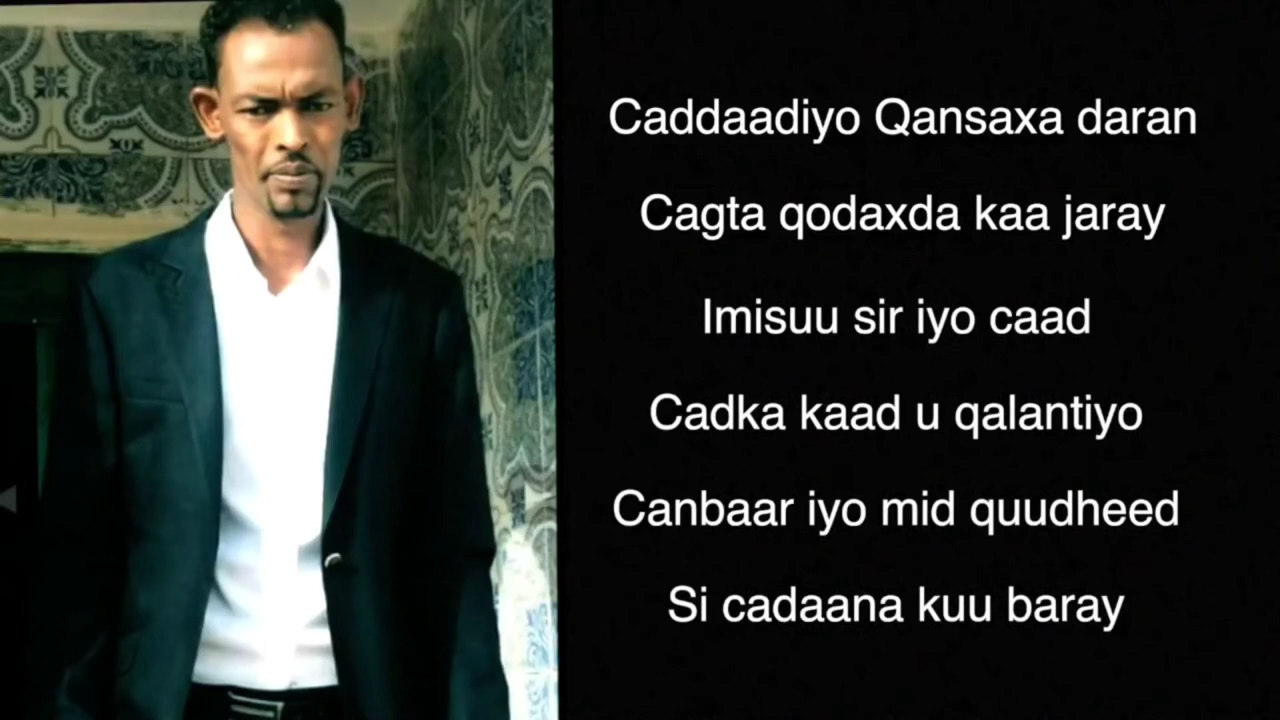 Caddaadiyo Qansaxa daran
Cagta qodaxda kaa jaray
Imisuu sir iyo caad
Cadka kaad u qalantiyo
Canbaar iyo mid quudheed
Si cadaana kuu baray